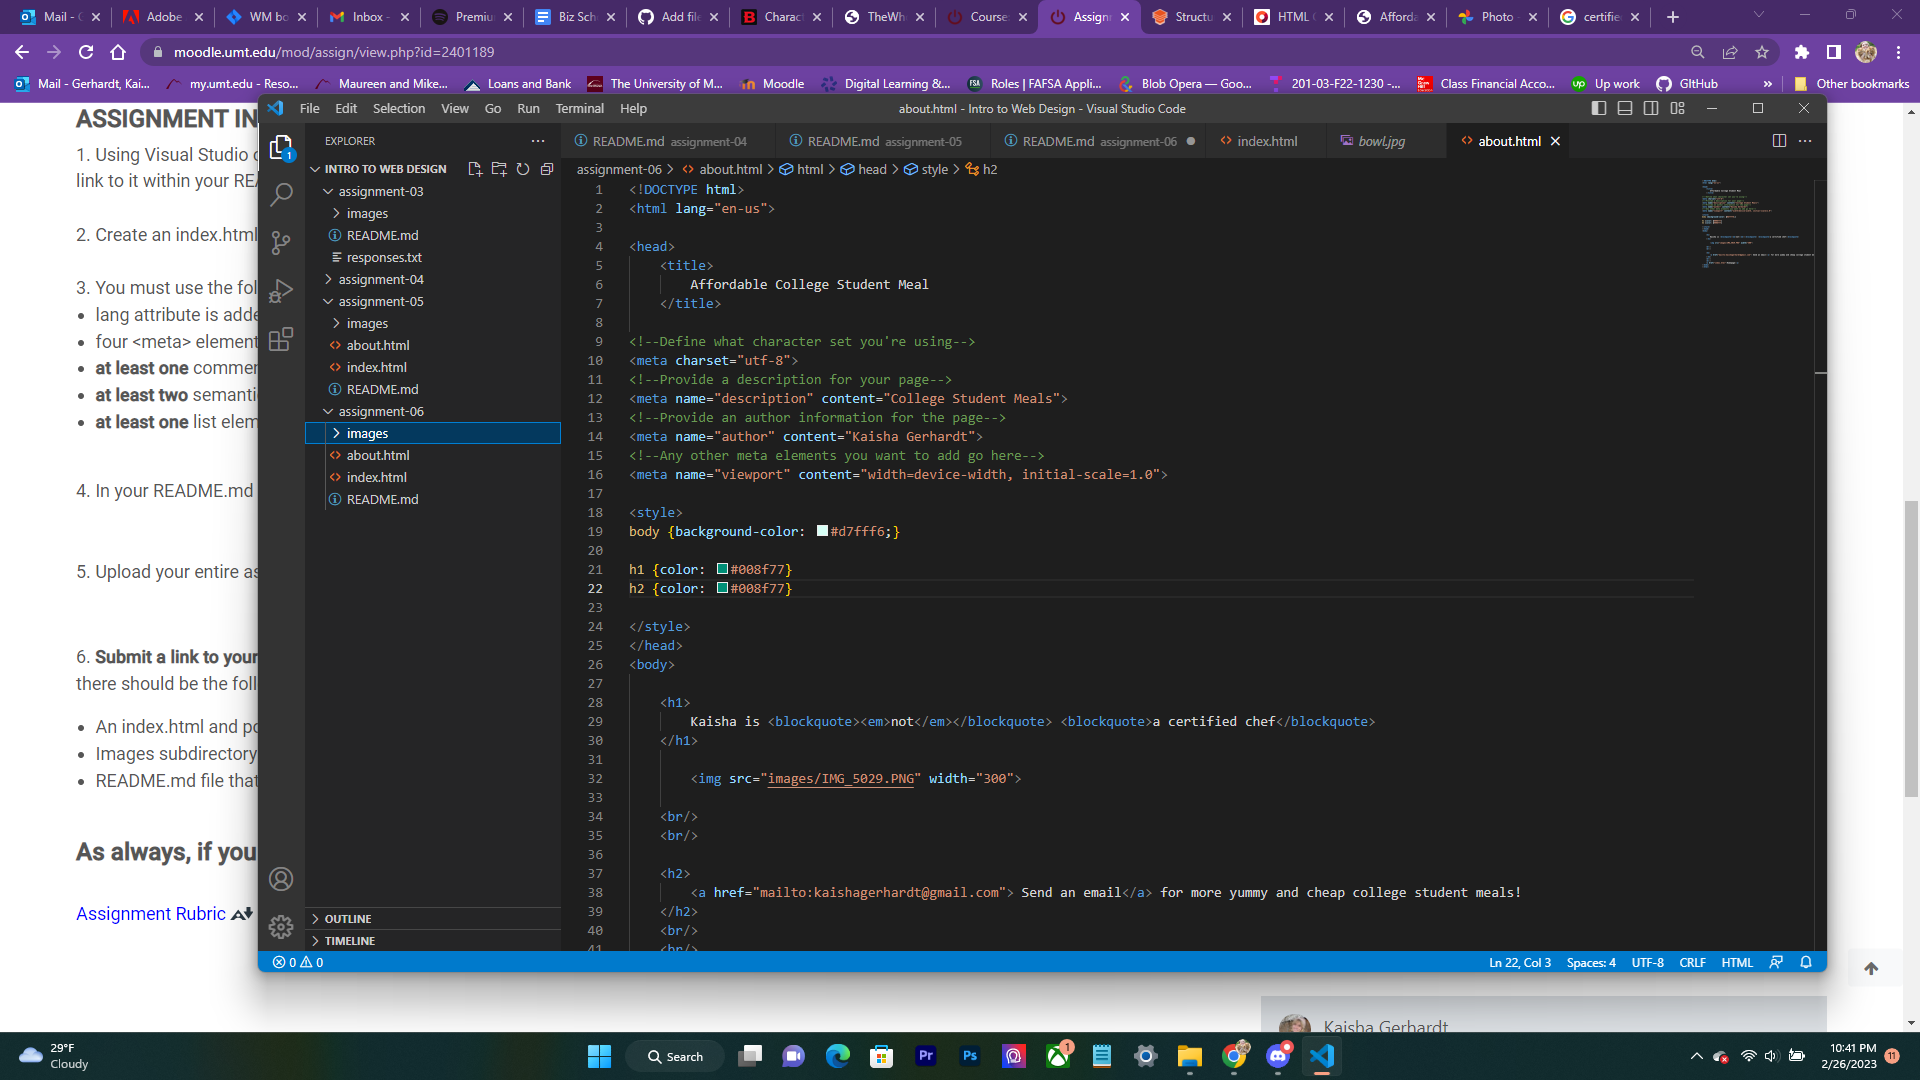 Mail - G
Adobe
WM bo
Inbox -
Premiu
Biz Sch
Add file
Charact
TheWhe
Course:
Assignm
Structu
HTML C
Afforda
Photo -
certifie
moodle.umt.edu/mod/assign/view.php?id=2401189
Mail - Gerhardt, Kai...
my.umt.edu - Reso...
Maureen and Mike...
Loans and Bank
The University of M...
Moodle
Digital Learning &...
Roles | FAFSA Appli...
Blob Opera — Goo...
201-03-F22-1230 -...
Class Financial Acco...
Up work
GItHub
»
Other bookmarks
ASSIGNMENT IN
1. Using Visual Studio c
link to it within your REA
2. Create an index.html
3. You must use the fol
• lang attribute is adde
• four <meta> element
• at least one commen
• at least two semanti
• at least one list elem
4. In your README.md
5. Upload your entire as
6. Submit a link to your
there should be the foll
• An index.html and po
• Images subdirectory
• README.md file that
As always, if you
Assignment Rubric
File Edit Selection View Go Run Terminal Help
about.html - Intro to Web Design - Visual Studio Code
1
EXPLORER ...
INTRO TO WEB DESIGN
assignment-03
images
README.md
responses.txt
assignment-04
assignment-05
images
about.html
index.html
README.md
assignment-06
images
about.html
index.html
README.md
OUTLINE
TIMELINE
README.md assignment-04
README.md assignment-05
README.md assignment-06
index.html
bowl.jpg
about.html
assignment-06 > about.html > html > head > style > h2
1 <!DOCTYPE html>
2 <html lang="en-us">
3
4 <head>
5 <title>
6 Affordable College Student Meal
7 </title>
8
9 <!--Define what character set you're using-->
10 <meta charset="utf-8">
11 <!--Provide a description for your page-->
12 <meta name="description" content="College Student Meals">
13 <!--Provide an author information for the page-->
14 <meta name="author" content="Kaisha Gerhardt">
15 <!--Any other meta elements you want to add go here-->
16 <meta name="viewport" content="width=device-width, initial-scale=1.0">
17
18 <style>
19 body {background-color: #d7fff6;}
20
21 h1 {color: #008f77}
22 h2 {color: #008f77}
23
24 </style>
25 </head>
26 <body>
27
28 <h1>
29 Kaisha is <blockquote><em>not</em></blockquote> <blockquote>a certified chef</blockquote>
30 </h1>
31
32 <img src="images/IMG_5029.PNG" width="300">
33
34 <br/>
35 <br/>
36
37 <h2>
38 <a href="mailto:kaishagerhardt@gmail.com"> Send an email</a> for more yummy and cheap college student meals!
39 </h2>
40 <br/>
41 <br/>
0 0
Ln 22, Col 3 Spaces: 4 UTF-8 CRLF HTML
Kaisha Gerhardt
29°F
Cloudy
Search
Pr
Ps
1
10:41 PM
2/26/2023
11